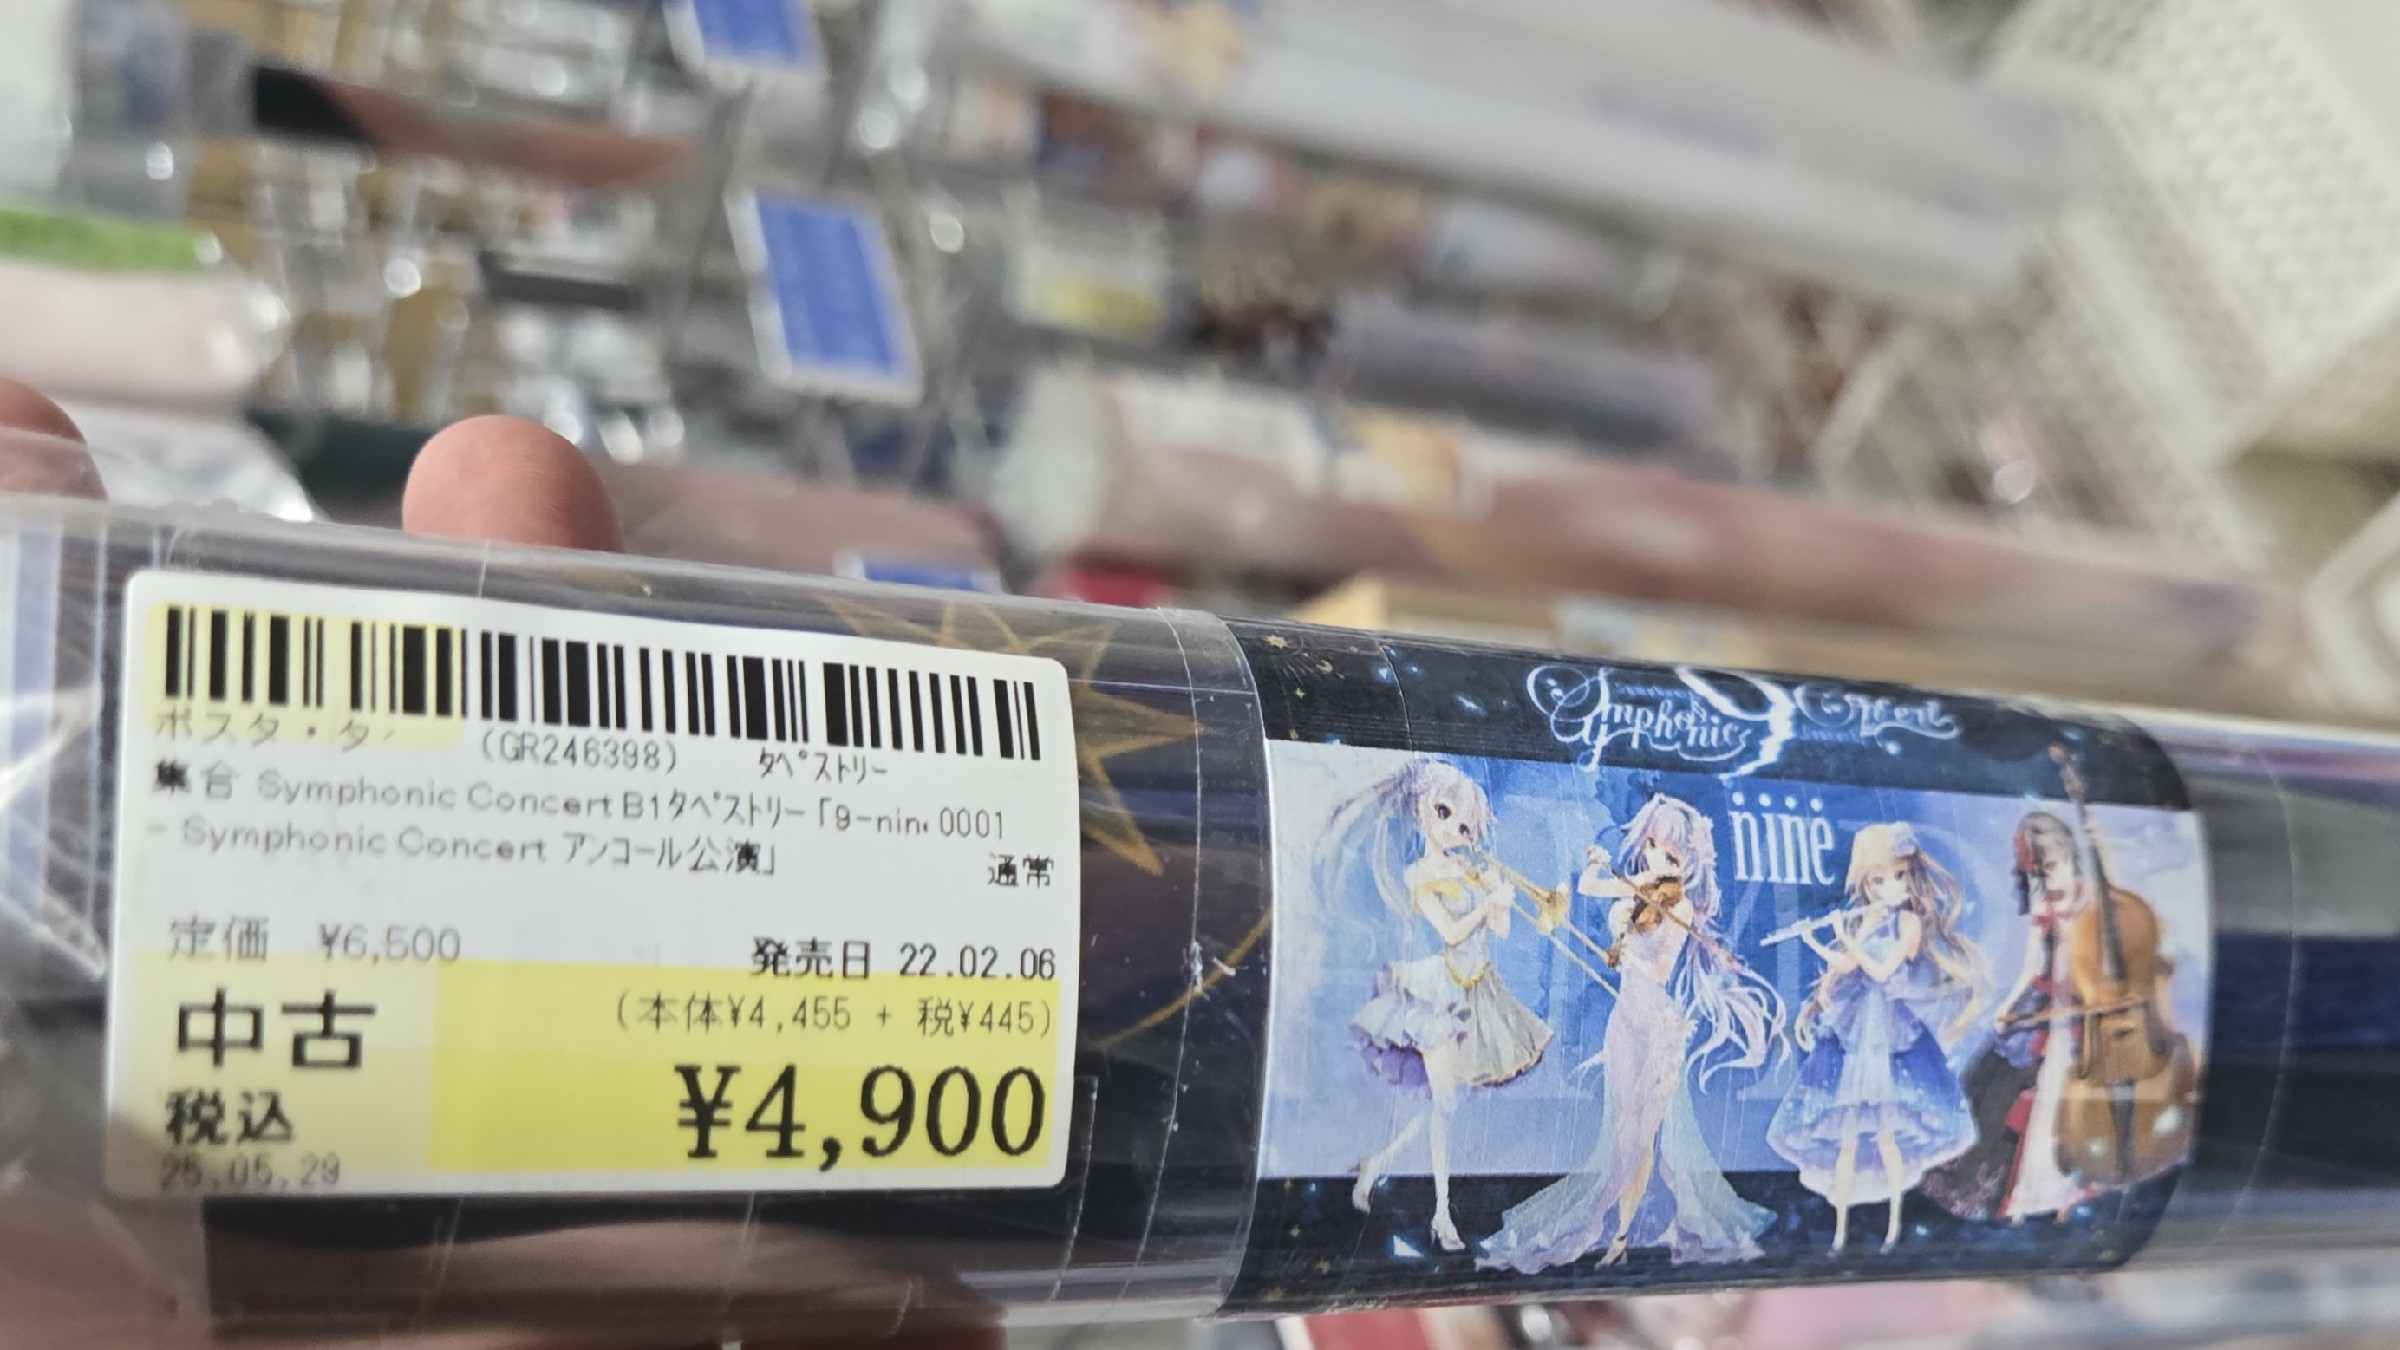 ポスタ・タ
(GR246398) タペストリー
集合 Symphonic Concert B1タペストリー「9-nin 0001
- Symphonic Concert アンコール公演」 通常
定価 ¥6,500
発売日 22.02.06
中古
(本体¥4,455 + 税¥445)
税込
¥4,900
25.05.29
Symphonic Concert
nine